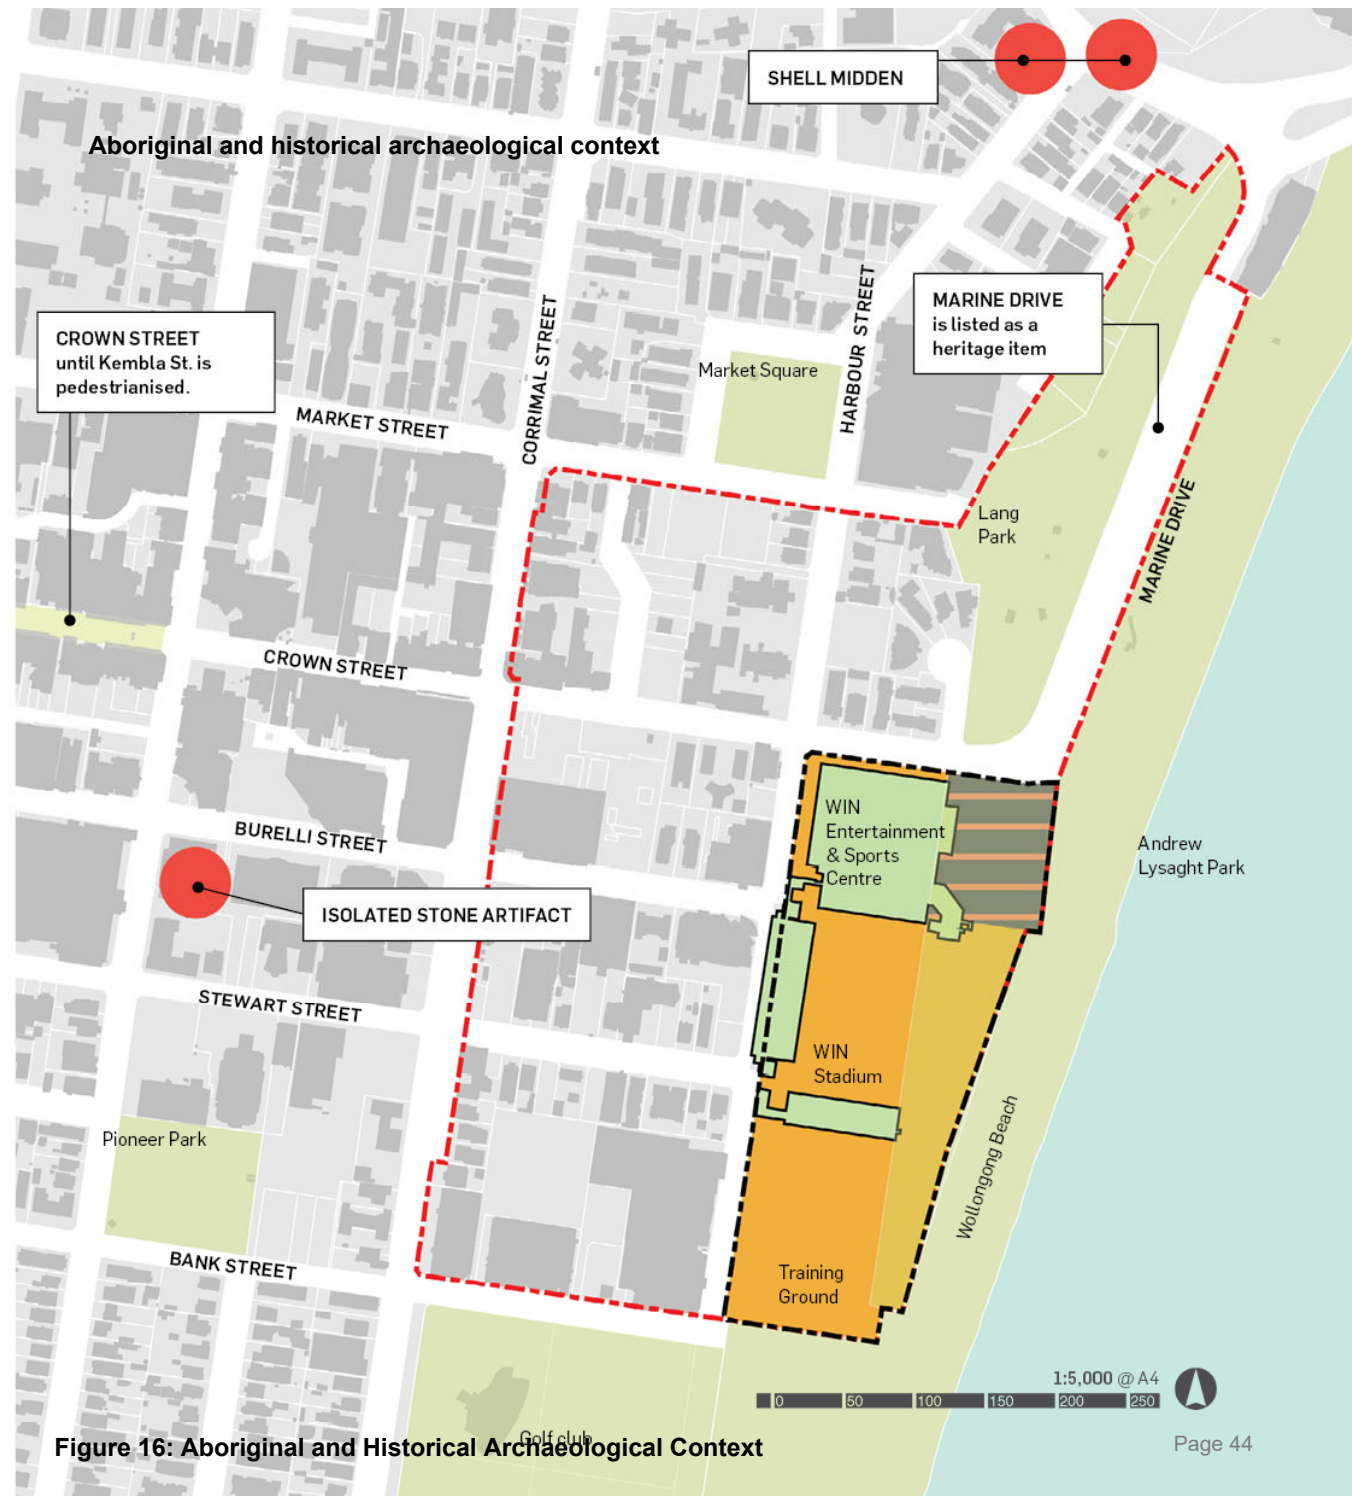 SHELL MIDDEN
Aboriginal and historical archaeological context
MARINE DRIVE
is listed as a
heritage item
CROWN STREET
until Kembla St. is
pedestrianised.
CORRIMAL STREET
HARBOUR STREET
Market Square
MARKET STREET
Lang
Park
MARINE DRIVE
CROWN STREET
WIN
Entertainment
& Sports
Centre
BURELLI STREET
Andrew
Lysaght Park
ISOLATED STONE ARTIFACT
STEWART STREET
WIN
Stadium
Pioneer Park
Wollongong Beach
BANK STREET
Training
Ground
1:5,000 @ A4
0 50 100 150 200 250
Golf club
Figure 16: Aboriginal and Historical Archaeological Context
Page 44